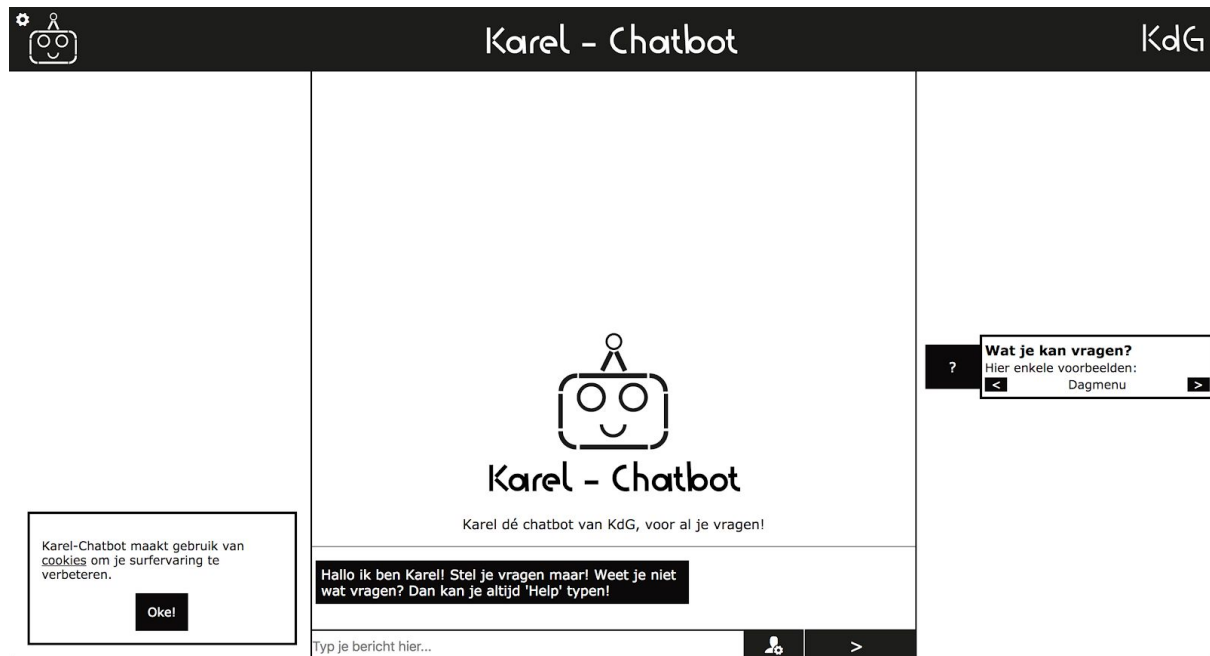 Karel - Chatbot
KdG
Wat je kan vragen?
?
Hier enkele voorbeelden:
< Dagmenu >
Karel - Chatbot
Karel dé chatbot van KdG, voor al je vragen!
Karel-Chatbot maakt gebruik van
cookies om je surfervaring te
verbeteren.
Oke!
Hallo ik ben Karel! Stel je vragen maar! Weet je niet
wat vragen? Dan kan je altijd 'Help' typen!
Typ je bericht hier...
>